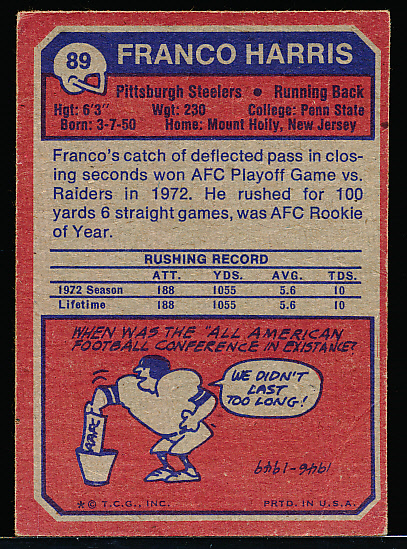 89 FRANCO HARRIS
Pittsburgh Steelers • Running Back
Hgt: 6'3" Wgt: 230 College: Penn State
Born: 3-7-50 Home: Mount Holly, New Jersey
Franco's catch of deflected pass in clos-
ing seconds won AFC Playoff Game vs.
Raiders in 1972. He rushed for 100
yards 6 straight games, was AFC Rookie
of Year.
RUSHING RECORD
ATT. YDS. AVG. TDS.
1972 Season 188 1055 5.6 10
Lifetime 188 1055 5.6 10
WHEN WAS THE "ALL AMERICAN
FOOTBALL CONFERENCE IN EXISTANCE?
WE DIDN'T
LAST
TOO LONG!
AAFC
1946-1949
* © T.C.G., INC. PRTD. IN U.S.A.